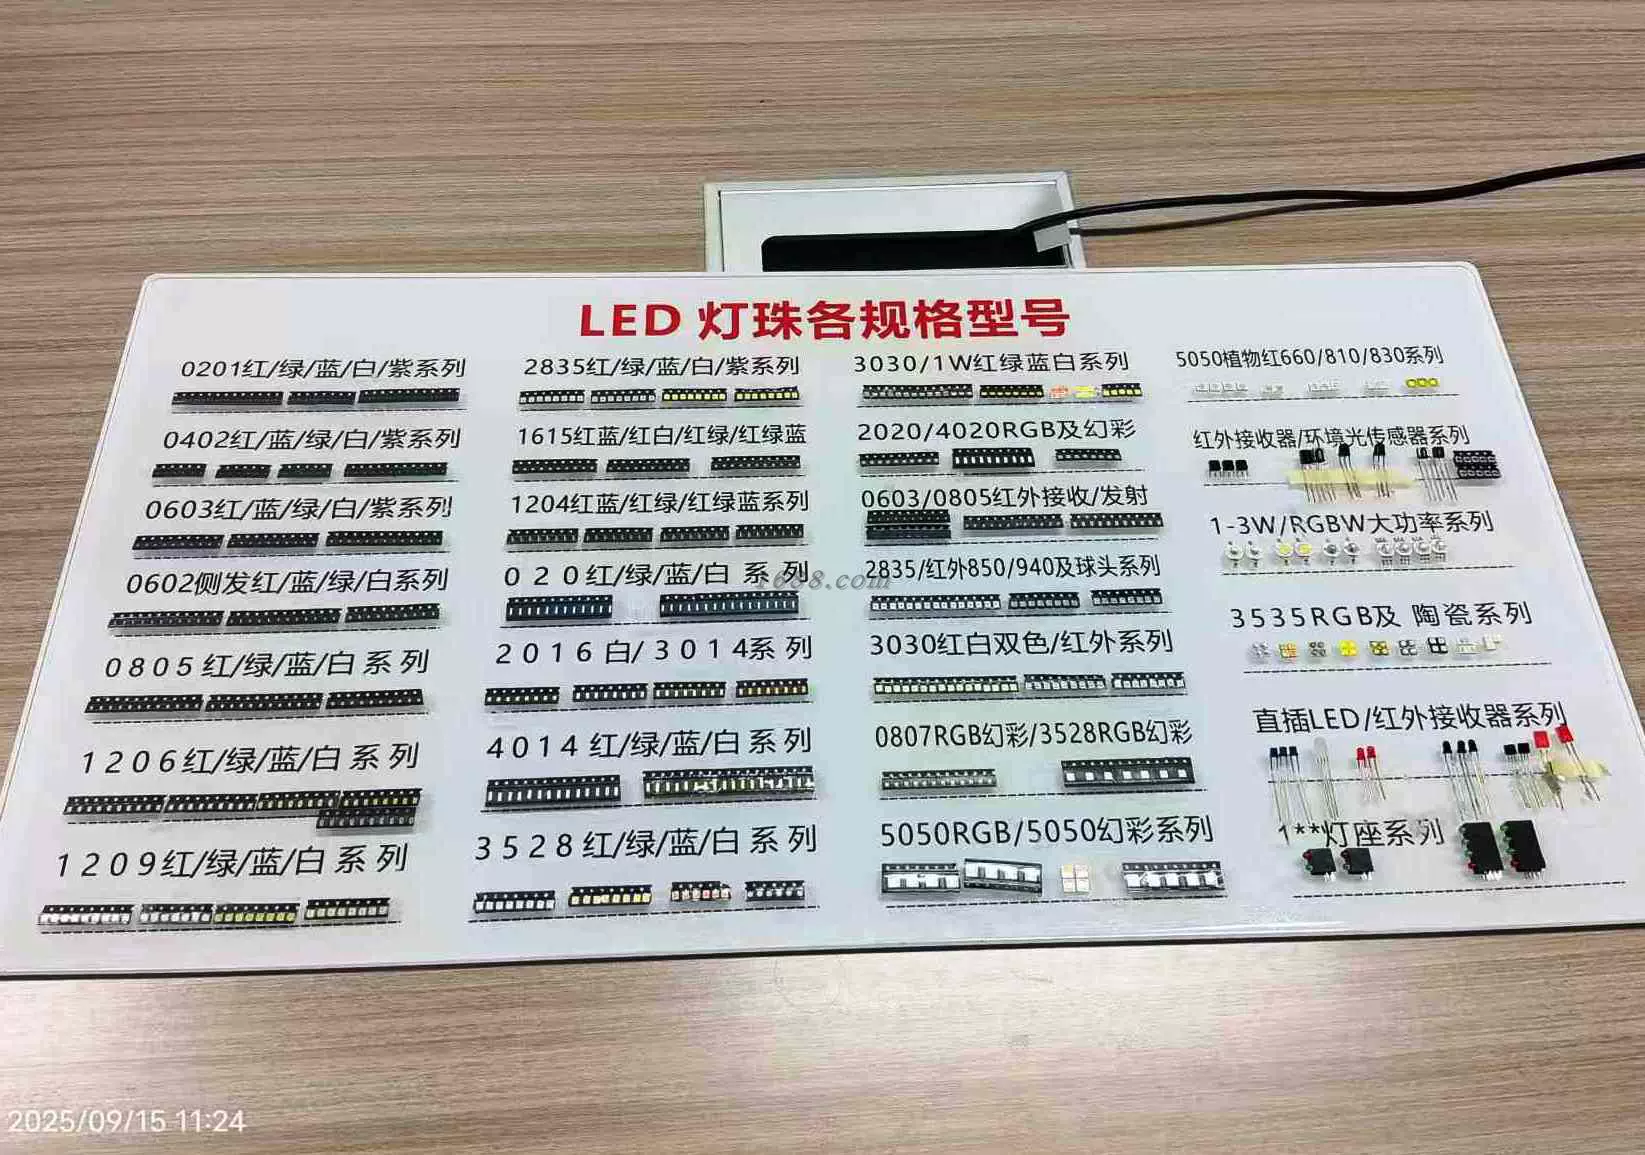 LED 灯珠各规格型号
0201红/绿/蓝/白/紫系列
0402红/蓝/绿/白/紫系列
0603红/蓝/绿/白/紫系列
0602侧发红/蓝/绿/白系列
0805红/绿/蓝/白系列
1206红/绿/蓝/白系列
1209红/绿/蓝/白系列
2835红/绿/蓝/白/紫系列
1615红蓝/红白/红绿/红绿蓝
1204红蓝/红绿/红绿蓝系列
020红/绿/蓝/白系列
2016白/3014系列
4014红/绿/蓝/白系列
3528红/绿/蓝/白系列
3030/1W红绿蓝白系列
2020/4020RGB及幻彩
0603/0805红外接收/发射
2835/红外850/940及球头系列
3030红白双色/红外系列
0807RGB幻彩/3528RGB幻彩
5050RGB/5050幻彩系列
5050植物红660/810/830系列
红外接收器/环境光传感器系列
1-3W/RGBW大功率系列
3535RGB及 陶瓷系列
直插LED/红外接收器系列
1**灯座系列
1688.com
2025/09/15 11:24